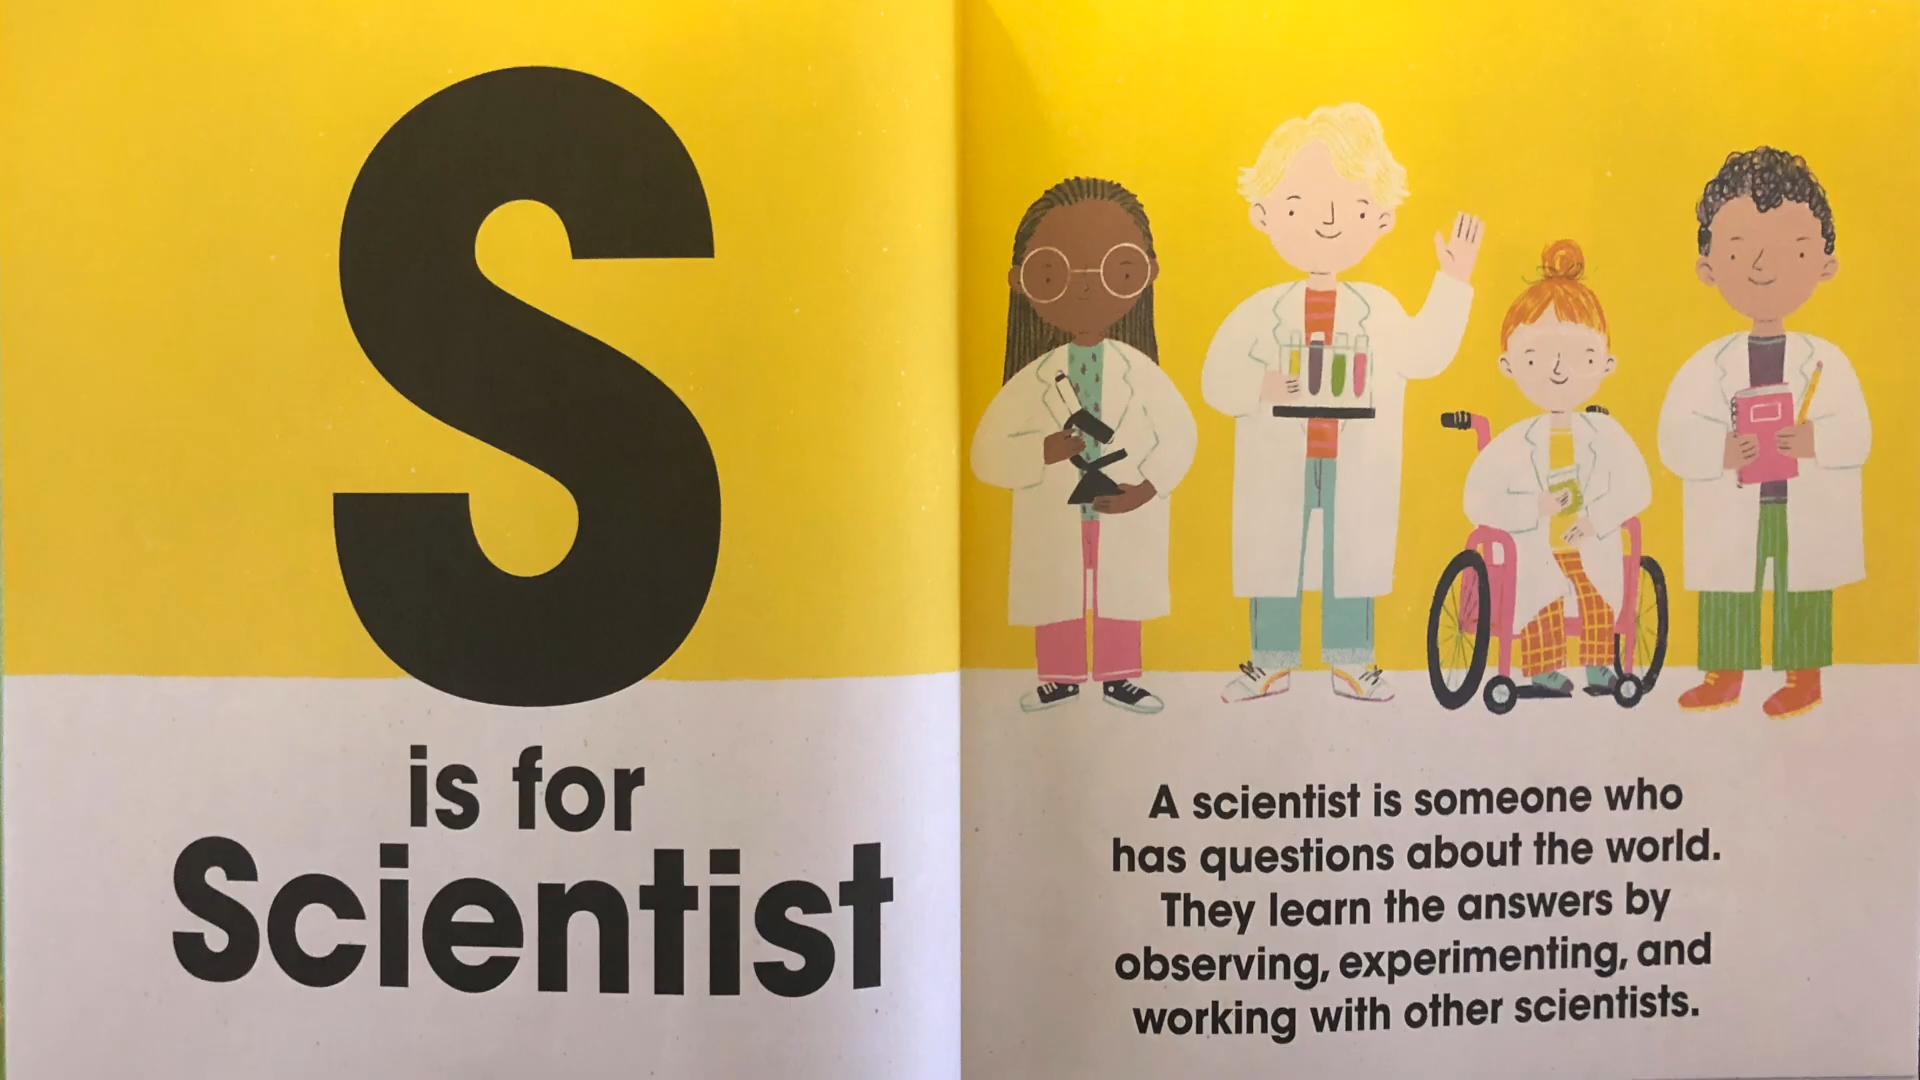 S
is for
Scientist
A scientist is someone who
has questions about the world.
They learn the answers by
observing, experimenting, and
working with other scientists.